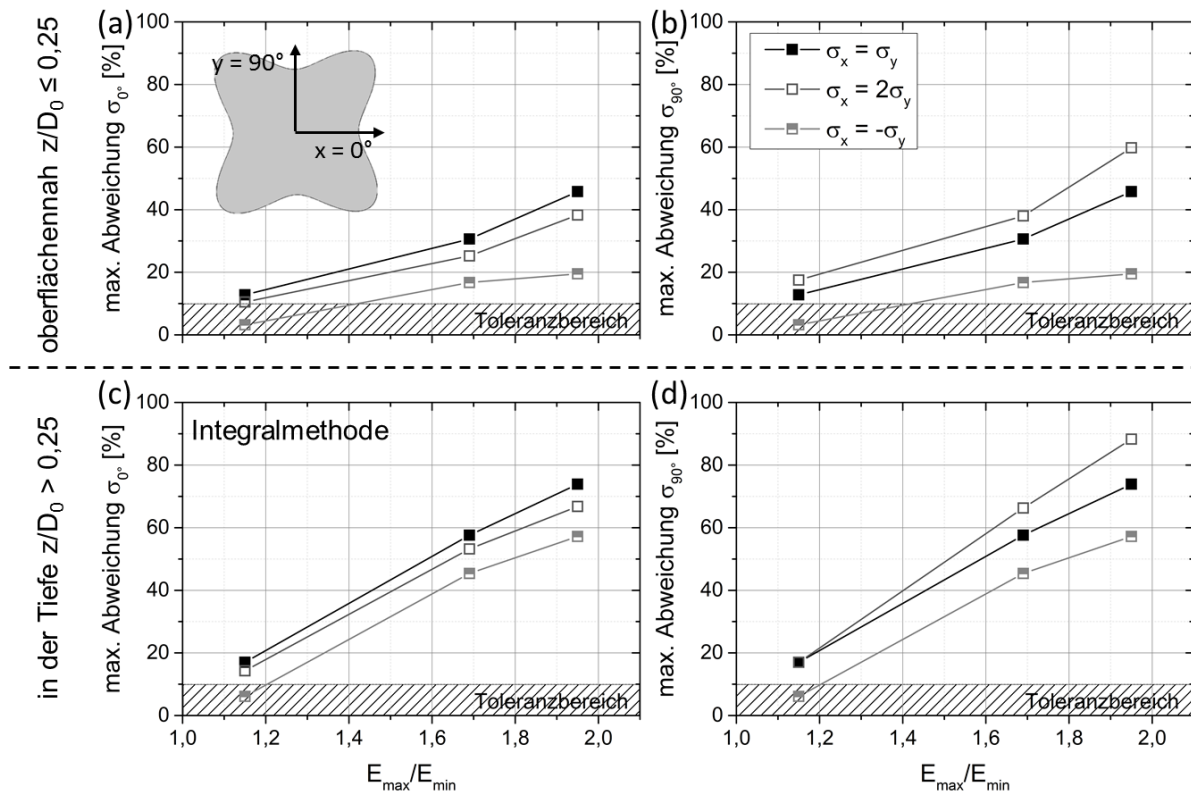 oberflächennah z/D₀ ≤ 0,25
(a)
max. Abweichung σ₀° [%]
100
80
60
40
20
0
y = 90°
x = 0°
Toleranzbereich
(b)
max. Abweichung σ₉₀° [%]
100
80
60
40
20
0
σₓ = σᵧ
σₓ = 2σᵧ
σₓ = -σᵧ
Toleranzbereich
in der Tiefe z/D₀ > 0,25
(c)
max. Abweichung σ₀° [%]
100
80
60
40
20
0
Integralmethode
Toleranzbereich
1,0 1,2 1,4 1,6 1,8 2,0
Eₘₐₓ/Eₘᵢₙ
(d)
max. Abweichung σ₉₀° [%]
100
80
60
40
20
0
Toleranzbereich
1,0 1,2 1,4 1,6 1,8 2,0
Eₘₐₓ/Eₘᵢₙ